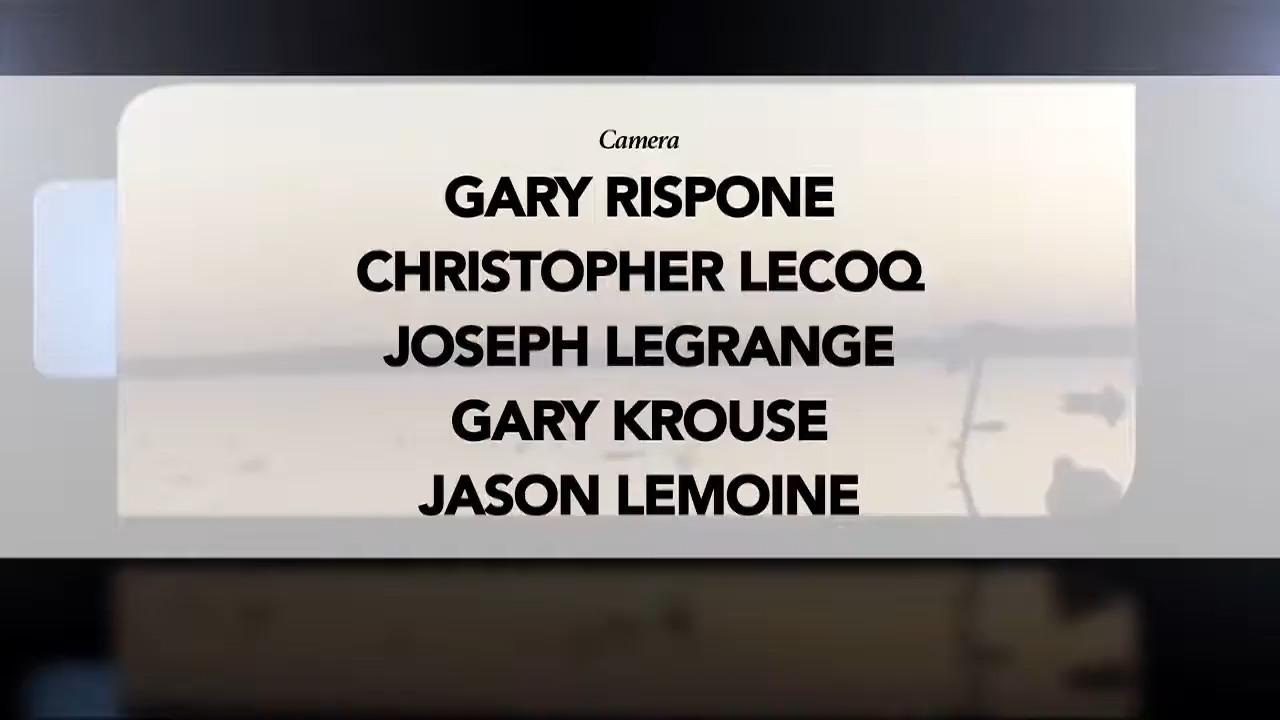 Camera
GARY RISPONE
CHRISTOPHER LECOQ
JOSEPH LEGRANGE
GARY KROUSE
JASON LEMOINE